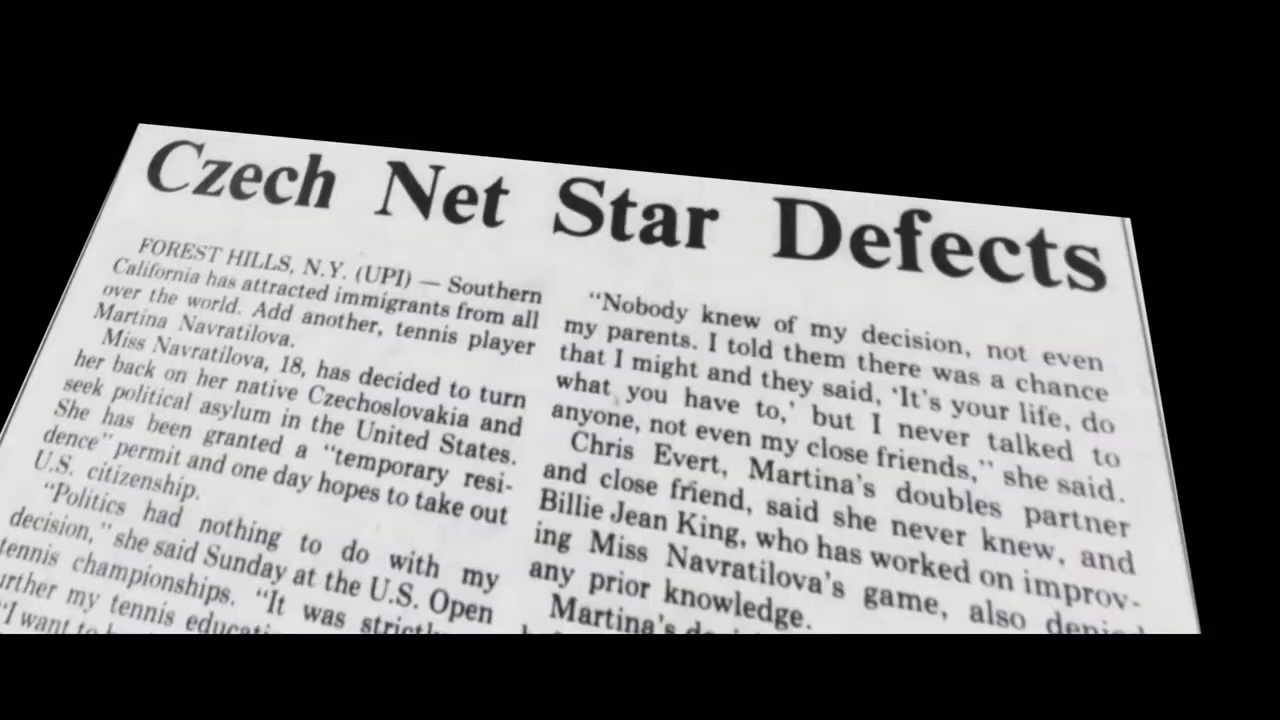 Czech Net Star Defects
FOREST HILLS, N.Y. (UPI) — Southern
California has attracted immigrants from all
over the world. Add another, tennis player
Martina Navratilova.
Miss Navratilova, 18, has decided to turn
her back on her native Czechoslovakia and
seek political asylum in the United States.
She has been granted a “temporary resi-
dence” permit and one day hopes to take out
U.S. citizenship.
“Politics had nothing to do with my
decision,” she said Sunday at the U.S. Open
tennis championships. “It was
my tennis
“I want to
“Nobody knew of my decision, not even
my parents. I told them there was a chance
that I might and they said, ‘It’s your life, do
what you have to,’ but I never talked to
anyone, not even my close friends,” she said.
Chris Evert, Martina’s doubles partner
and close friend, said she never knew, and
Billie Jean King, who has worked on improv-
ing Miss Navratilova’s game, also
any prior knowledge.
Martina’s